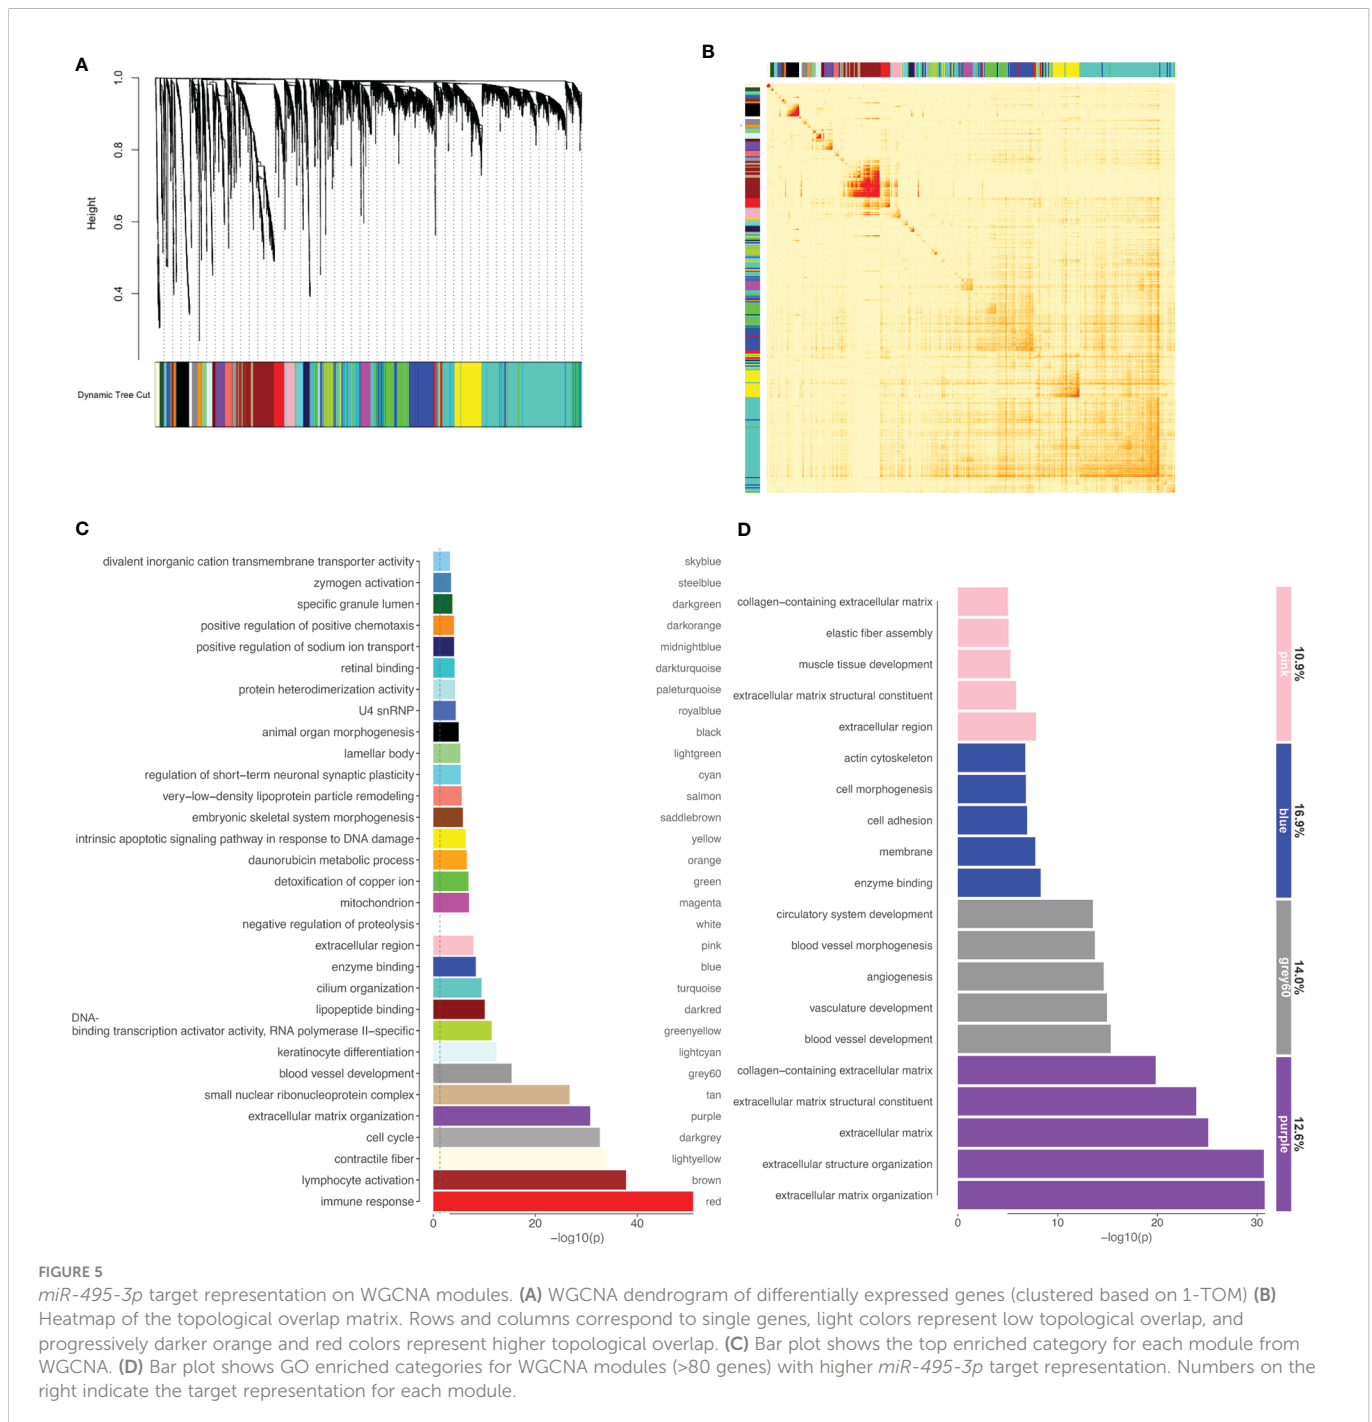 A
B
1.0
0.8
0.6
0.4
Height
Dynamic Tree Cut
C
divalent inorganic cation transmembrane transporter activity
skyblue
zymogen activation
steelblue
specific granule lumen
darkgreen
positive regulation of positive chemotaxis
darkorange
positive regulation of sodium ion transport
midnightblue
retinal binding
darkturquoise
protein heterodimerization activity
paleturquoise
U4 snRNP
royalblue
animal organ morphogenesis
black
lamellar body
lightgreen
regulation of short−term neuronal synaptic plasticity
cyan
very−low−density lipoprotein particle remodeling
salmon
embryonic skeletal system morphogenesis
saddlebrown
intrinsic apoptotic signaling pathway in response to DNA damage
yellow
daunorubicin metabolic process
orange
detoxification of copper ion
green
mitochondrion
magenta
negative regulation of proteolysis
white
extracellular region
pink
enzyme binding
blue
cilium organization
turquoise
lipopeptide binding
darkred
DNA-
binding transcription activator activity, RNA polymerase II−specific
greenyellow
keratinocyte differentiation
lightcyan
blood vessel development
grey60
small nuclear ribonucleoprotein complex
tan
extracellular matrix organization
purple
cell cycle
darkgrey
contractile fiber
lightyellow
lymphocyte activation
brown
immune response
red
0 20 40
−log10(p)
D
collagen−containing extracellular matrix
elastic fiber assembly
muscle tissue development
extracellular matrix structural constituent
extracellular region
pink
10.9%
actin cytoskeleton
cell morphogenesis
cell adhesion
membrane
enzyme binding
blue
16.9%
circulatory system development
blood vessel morphogenesis
angiogenesis
vasculature development
blood vessel development
grey60
14.0%
collagen−containing extracellular matrix
extracellular matrix structural constituent
extracellular matrix
extracellular structure organization
extracellular matrix organization
purple
12.6%
0 10 20 30
−log10(p)
FIGURE 5
miR-495-3p target representation on WGCNA modules. (A) WGCNA dendrogram of differentially expressed genes (clustered based on 1-TOM) (B)
Heatmap of the topological overlap matrix. Rows and columns correspond to single genes, light colors represent low topological overlap, and
progressively darker orange and red colors represent higher topological overlap. (C) Bar plot shows the top enriched category for each module from
WGCNA. (D) Bar plot shows GO enriched categories for WGCNA modules (>80 genes) with higher miR-495-3p target representation. Numbers on the
right indicate the target representation for each module.